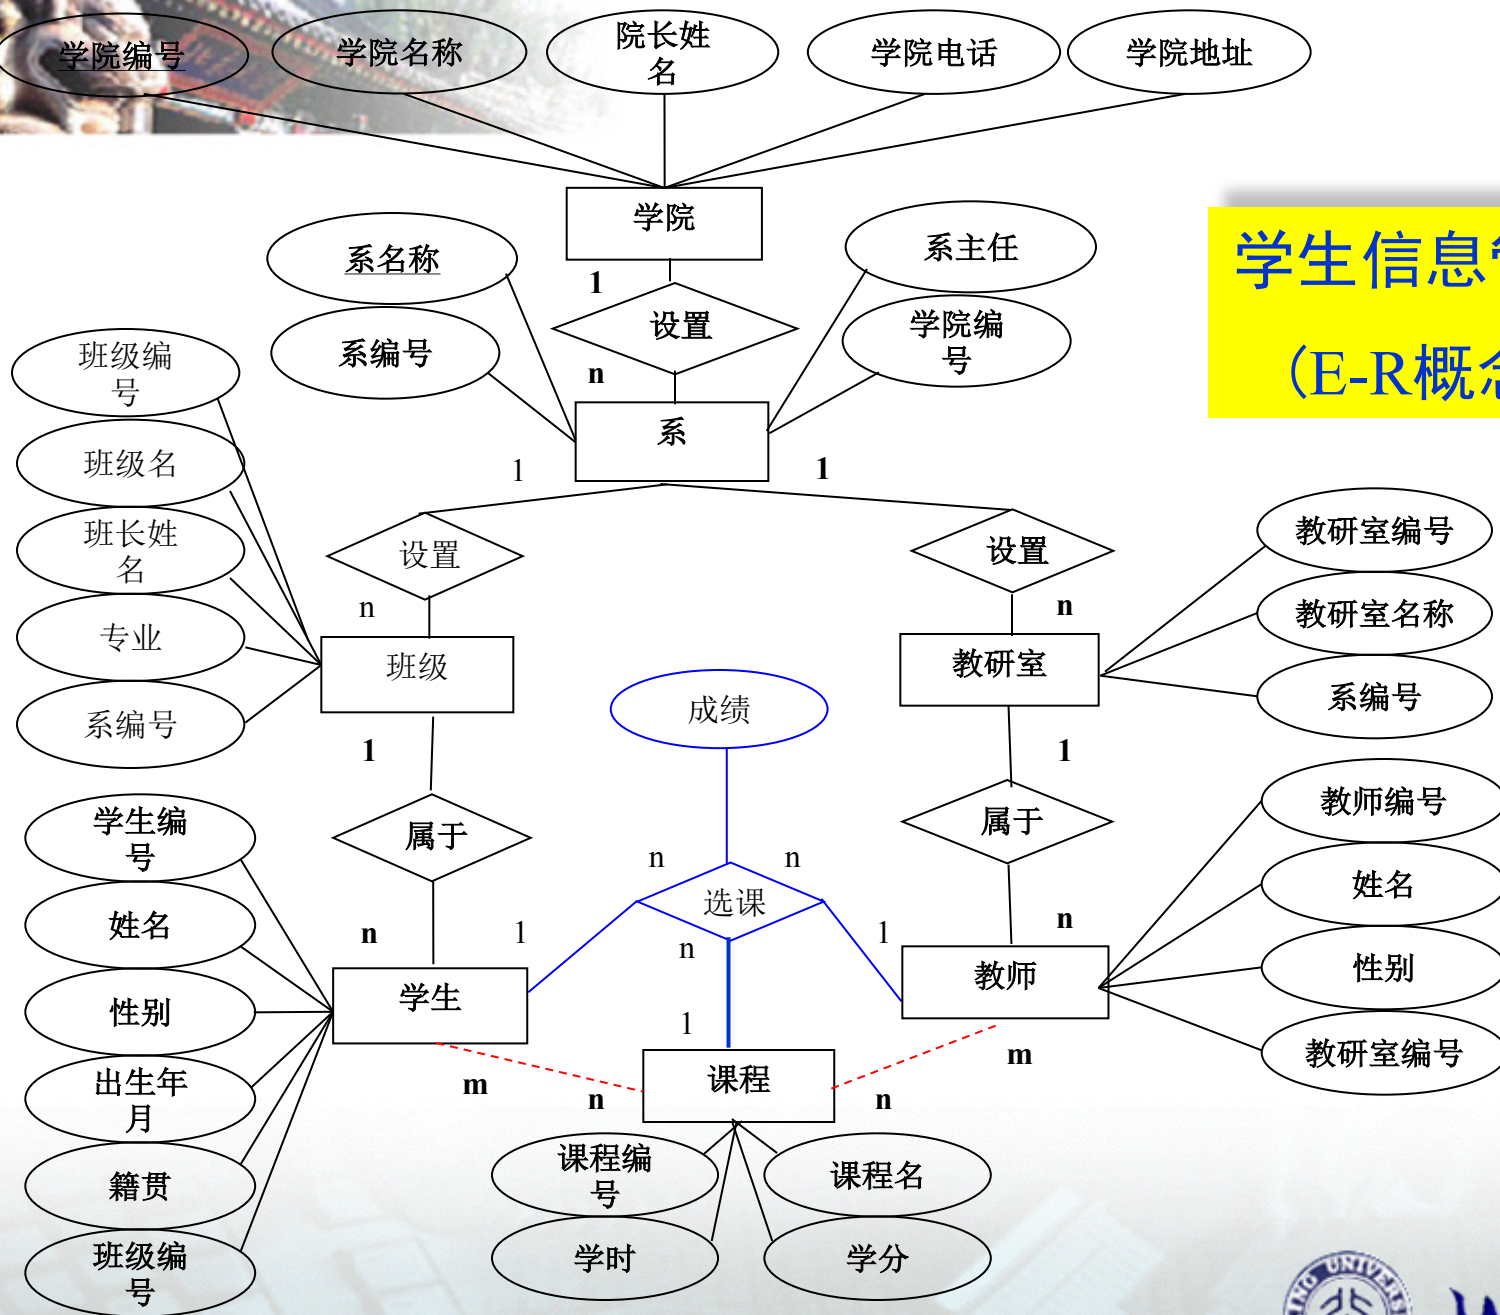 学院编号
学院名称
院长姓
名
学院电话
学院地址
学院
系名称
系主任
1
设置
系编号
学院编
号
n
系
学生信息
(E-R概
班级编
号
班级名
班长姓
名
专业
系编号
1
1
设置
设置
n
n
班级
教研室
教研室编号
教研室名称
系编号
成绩
1
1
属于
属于
n
n
学生编
号
姓名
性别
出生年
月
籍贯
班级编
号
教师编号
姓名
性别
教研室编号
n
n
选课
1
n
1
学生
教师
1
课程
m
n
n
m
课程编
号
课程名
学时
学分